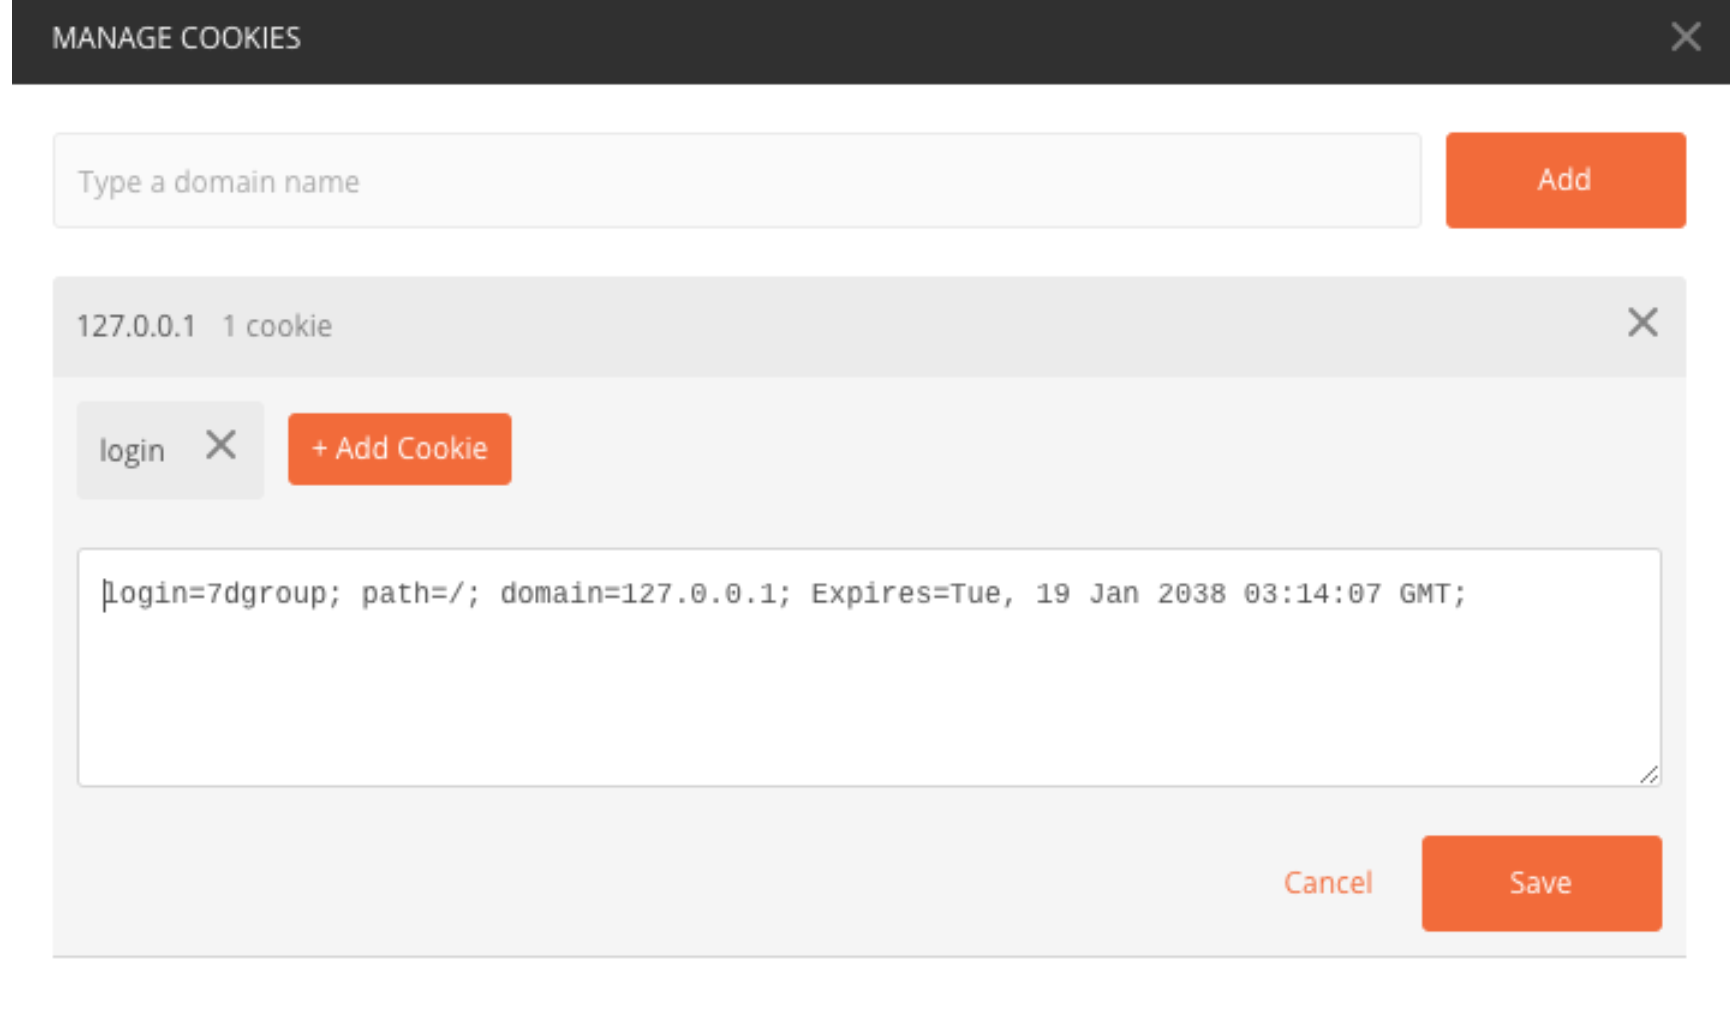 MANAGE COOKIES
Type a domain name
Add
127.0.0.1 1 cookie
login + Add Cookie
login=7dgroup; path=/; domain=127.0.0.1; Expires=Tue, 19 Jan 2038 03:14:07 GMT;
Cancel Save